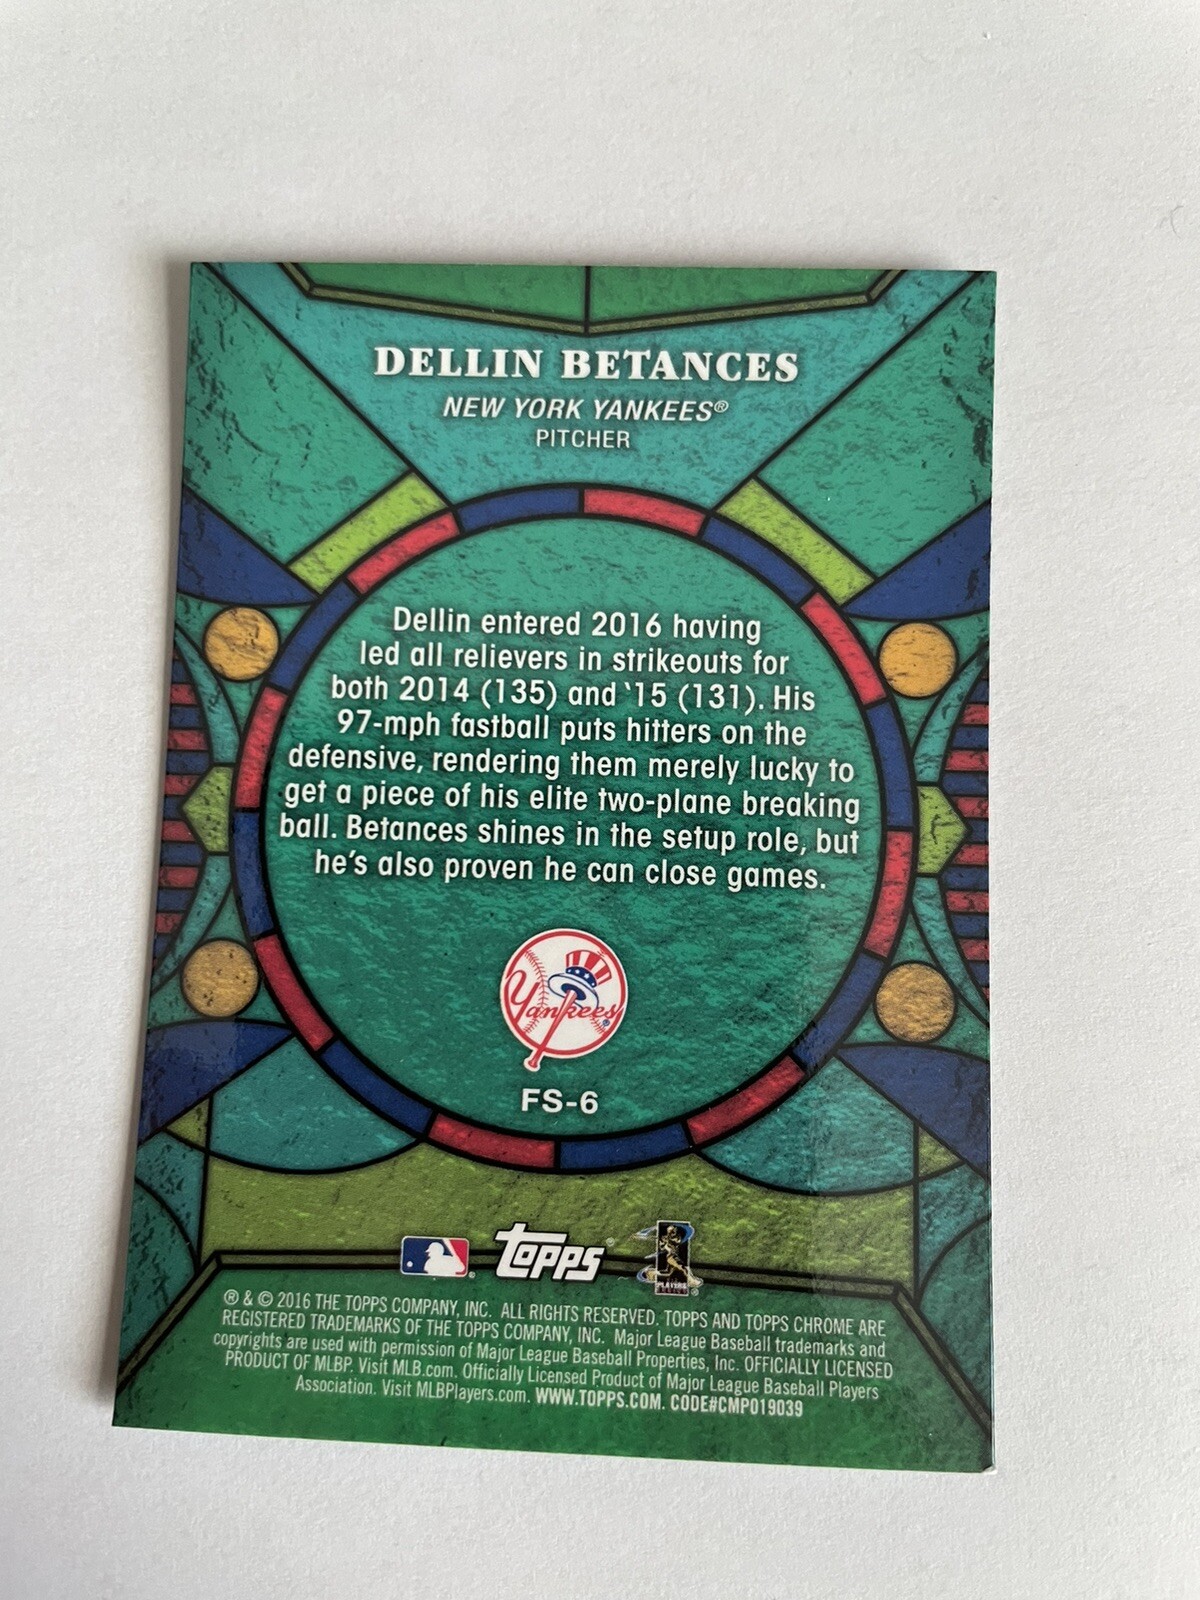 DELLIN BETANCES
NEW YORK YANKEES®
PITCHER
Dellin entered 2016 having
led all relievers in strikeouts for
both 2014 (135) and '15 (131). His
97-mph fastball puts hitters on the
defensive, rendering them merely lucky to
get a piece of his elite two-plane breaking
ball. Betances shines in the setup role, but
he's also proven he can close games.
Yankees®
FS-6
topps®
PLAYERS
CHOICE®
® & © 2016 THE TOPPS COMPANY, INC. ALL RIGHTS RESERVED. TOPPS AND TOPPS CHROME ARE
REGISTERED TRADEMARKS OF THE TOPPS COMPANY, INC. Major League Baseball trademarks and
copyrights are used with permission of Major League Baseball Properties, Inc. OFFICIALLY LICENSED
PRODUCT OF MLBP. Visit MLB.com. Officially Licensed Product of Major League Baseball Players
Association. Visit MLBPlayers.com. WWW.TOPPS.COM. CODE#CMP019039